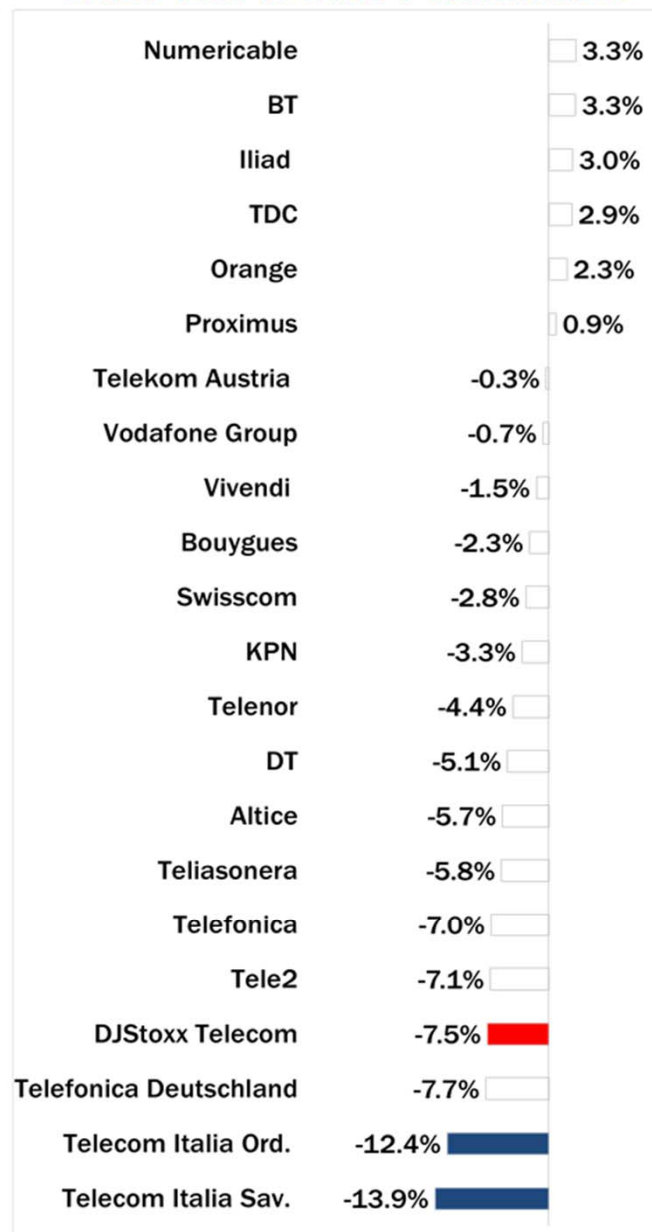 Numericable 3.3%
BT 3.3%
Iliad 3.0%
TDC 2.9%
Orange 2.3%
Proximus 0.9%
Telekom Austria -0.3%
Vodafone Group -0.7%
Vivendi -1.5%
Bouygues -2.3%
Swisscom -2.8%
KPN -3.3%
Telenor -4.4%
DT -5.1%
Altice -5.7%
Teliasonera -5.8%
Telefonica -7.0%
Tele2 -7.1%
DJStoxx Telecom -7.5%
Telefonica Deutschland -7.7%
Telecom Italia Ord. -12.4%
Telecom Italia Sav. -13.9%